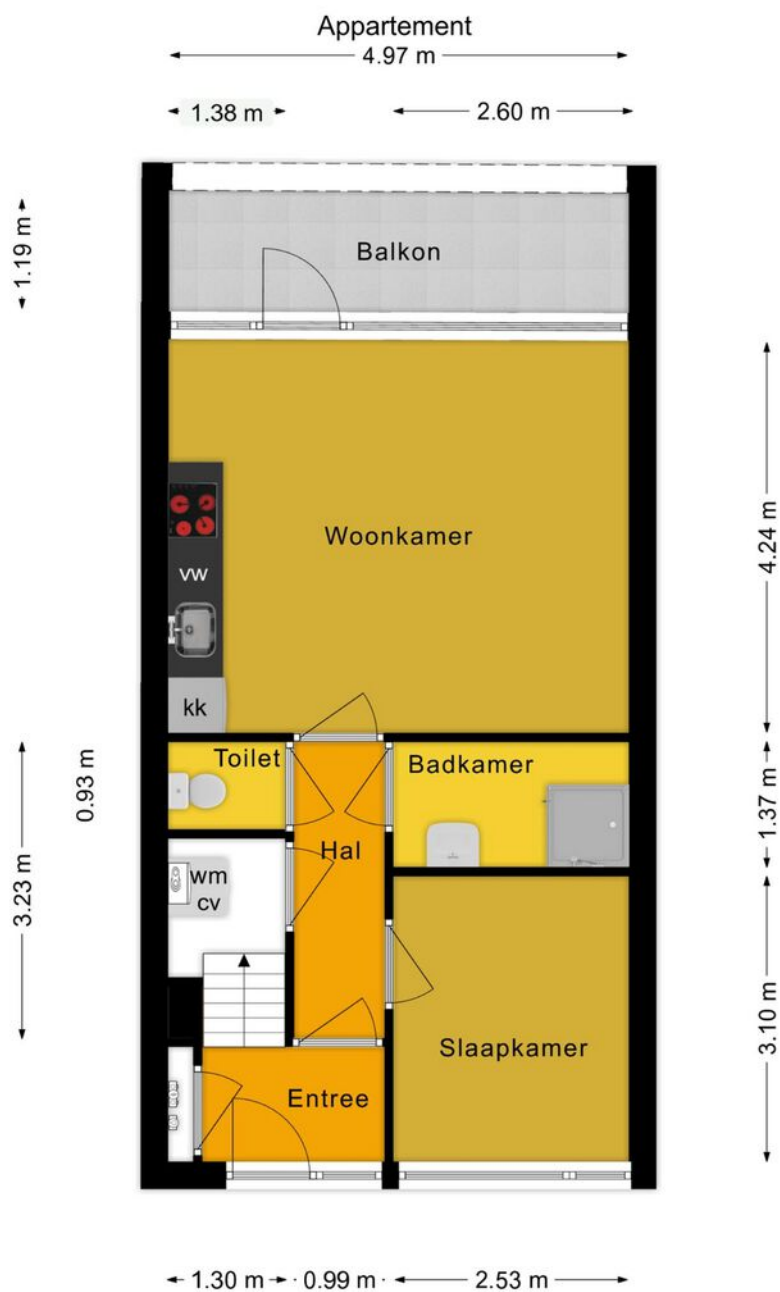 Appartement
4.97 m
1.38 m
2.60 m
1.19 m
Balkon
4.24 m
Woonkamer
vw
kk
0.93 m
Toilet
Badkamer
1.37 m
Hal
3.23 m
wm
cv
3.10 m
Slaapkamer
Entree
1.30 m
0.99 m
2.53 m